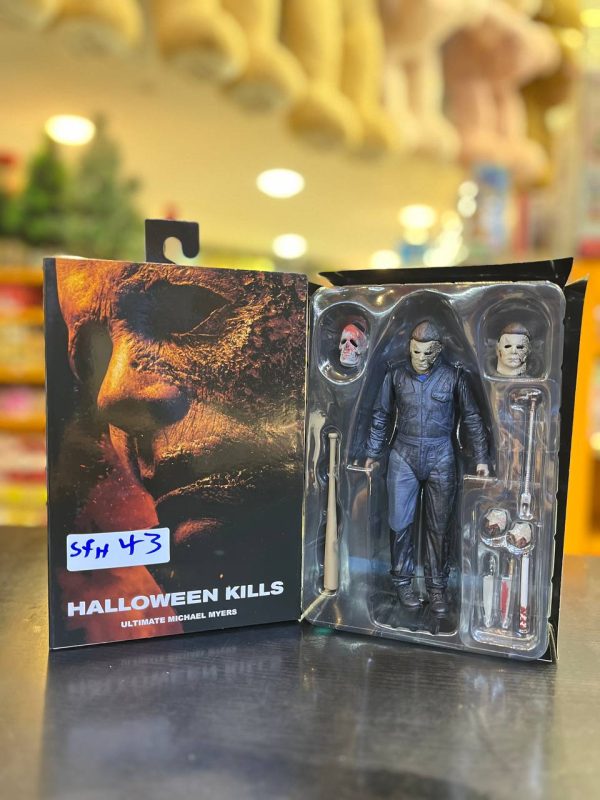 SFH 43
HALLOWEEN KILLS
ULTIMATE MICHAEL MYERS